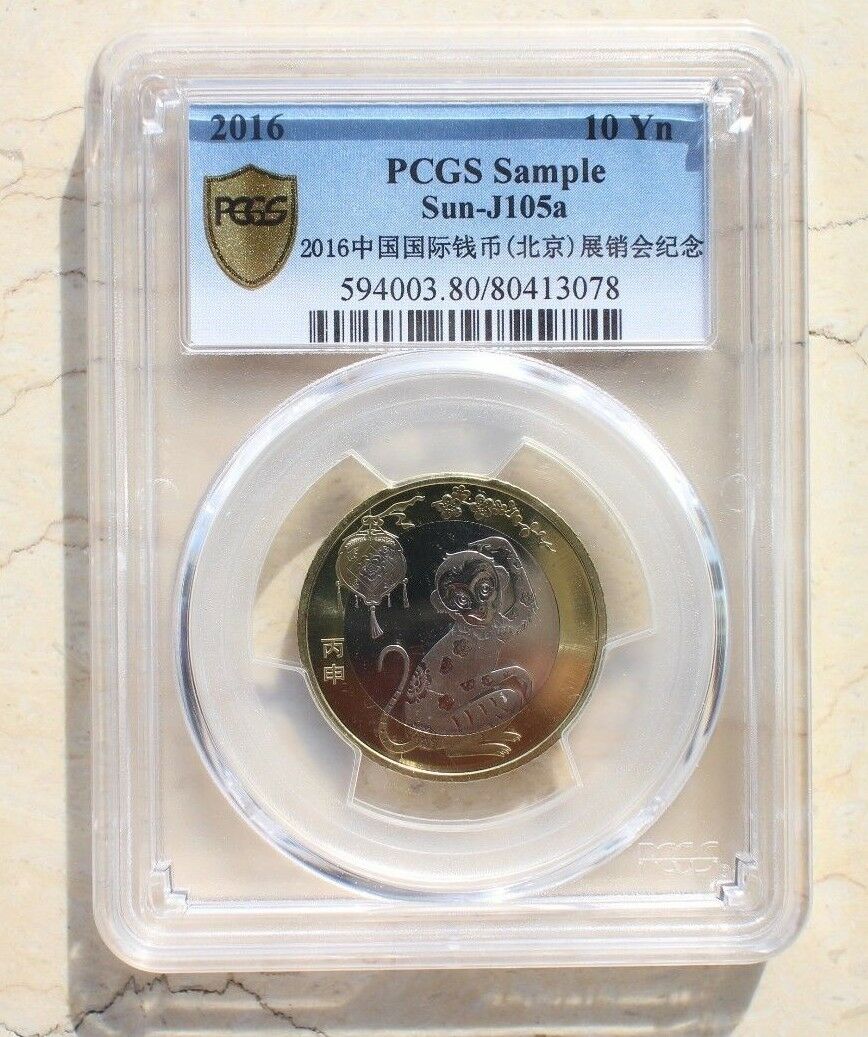 2016 10 Yn
PCGS Sample
PCGS
Sun-J105a
2016中国国际钱币(北京)展销会纪念
594003.80/80413078
丙申
PCGS